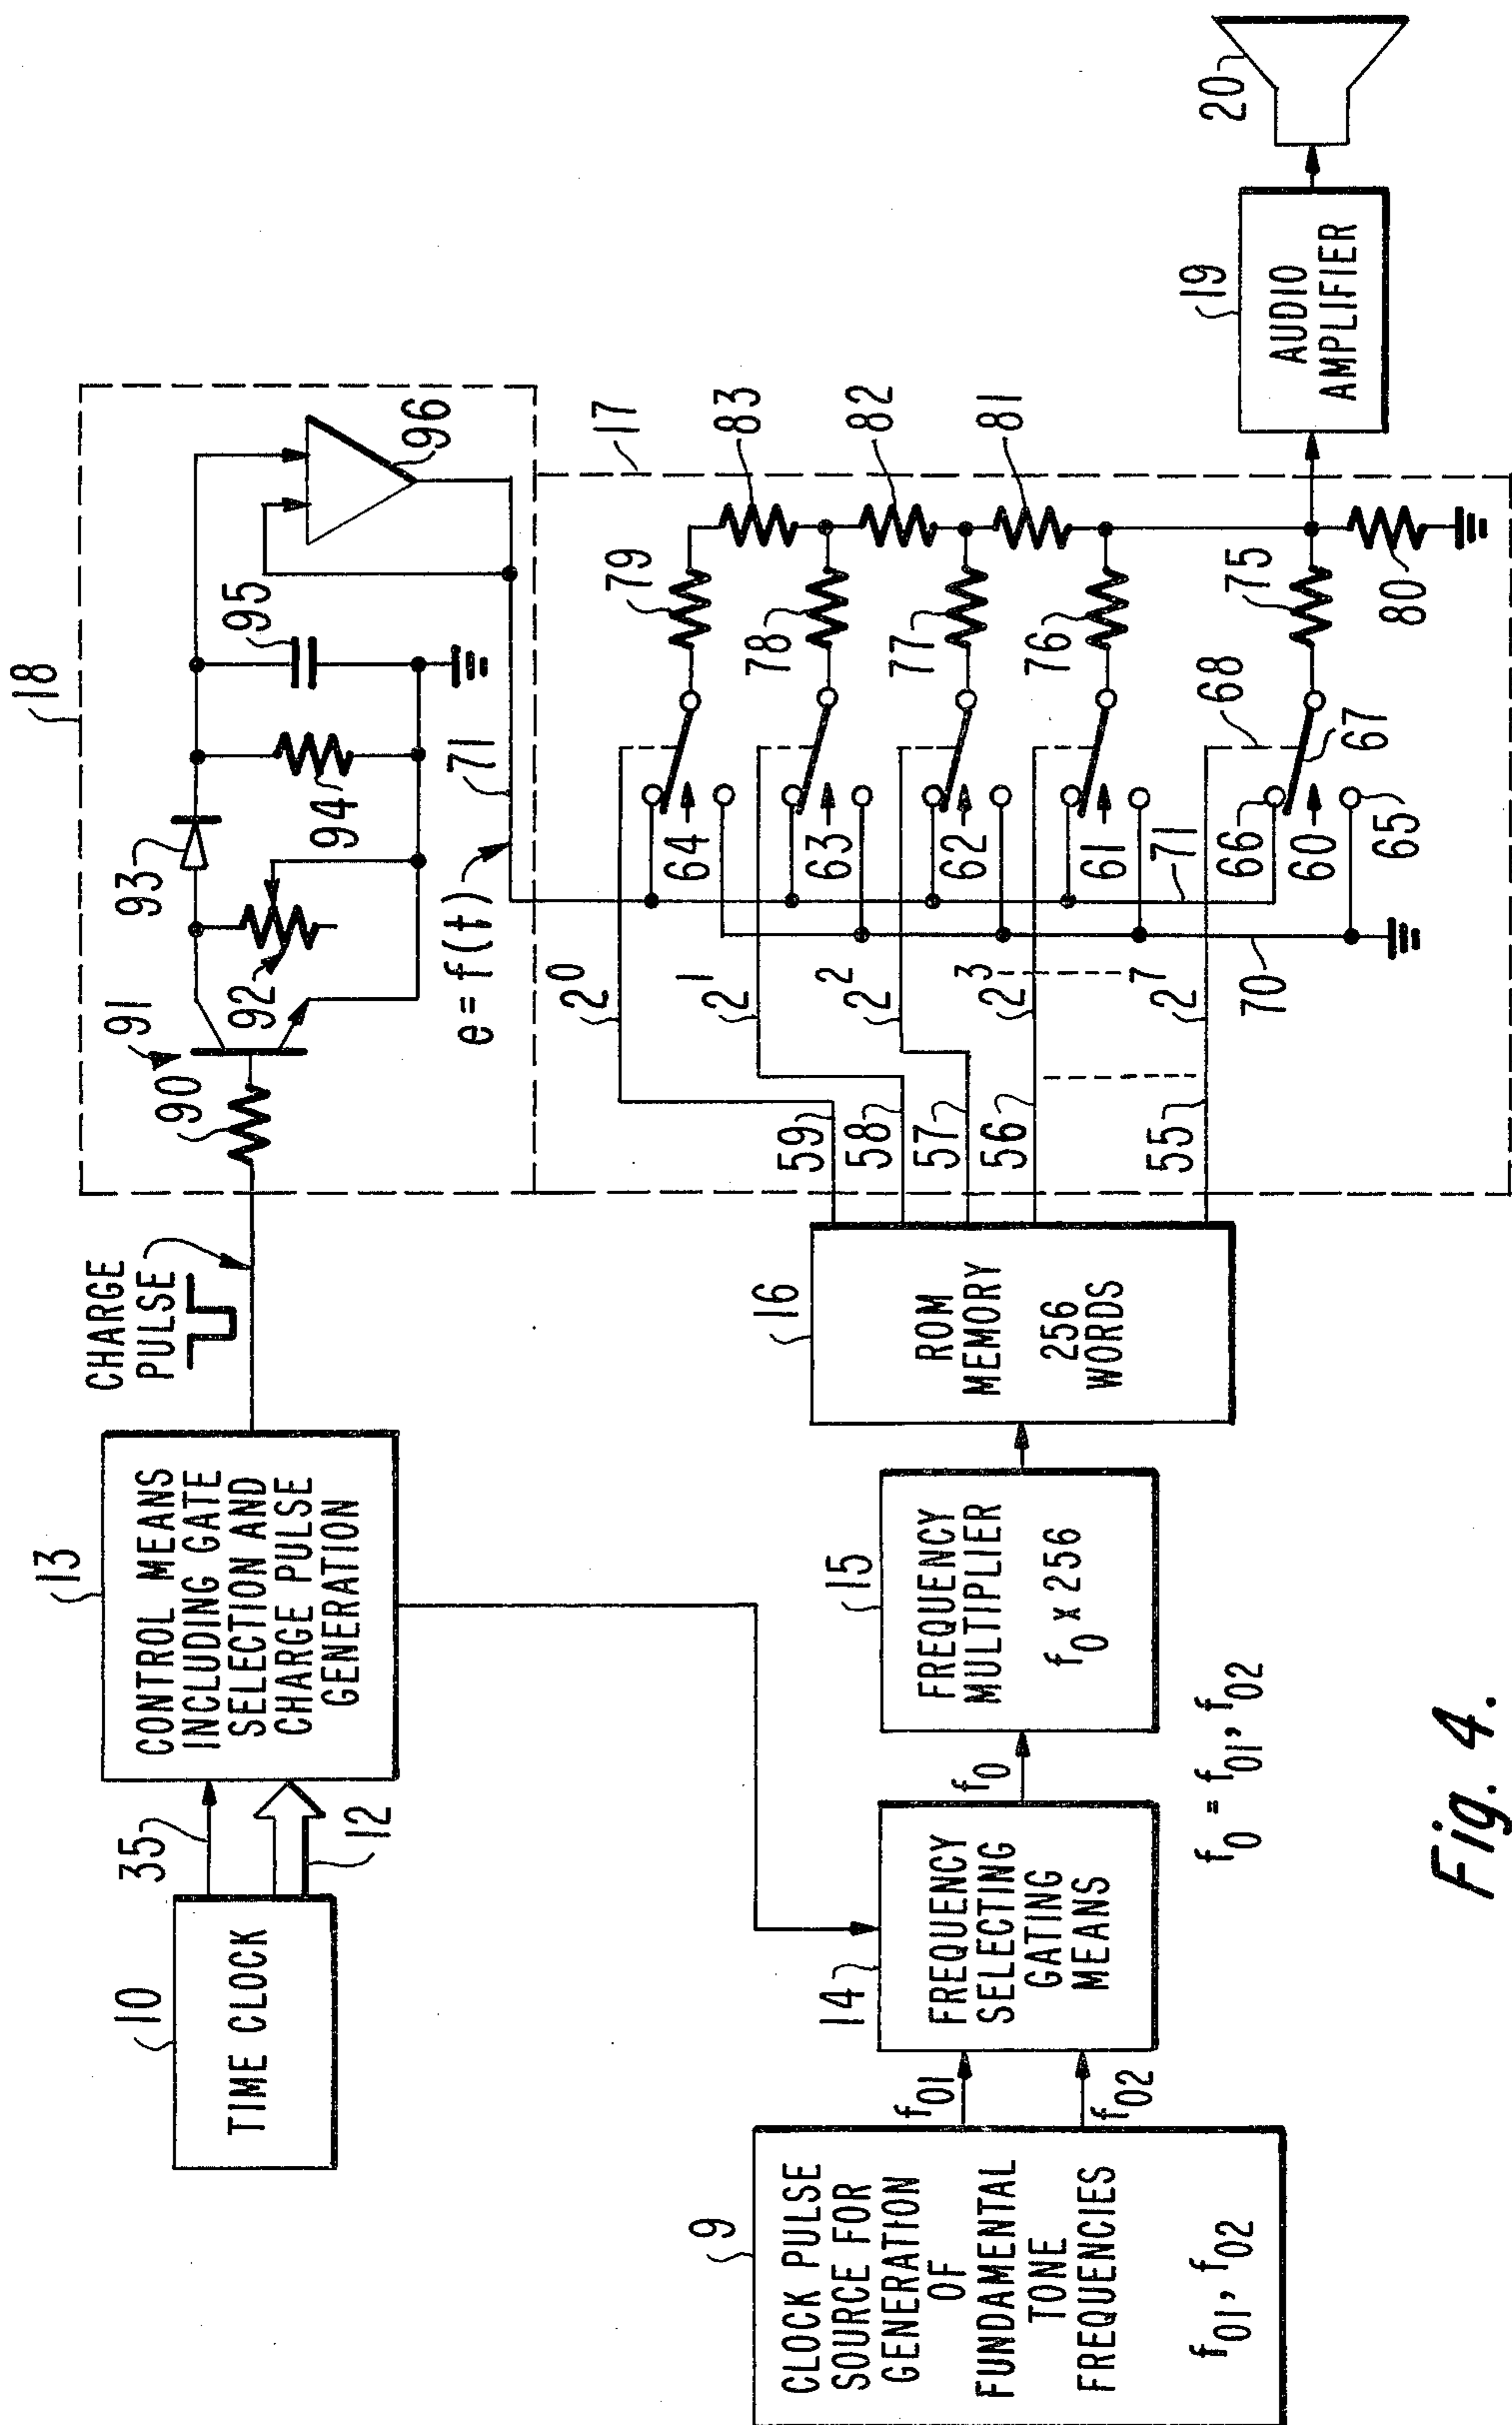 10
TIME CLOCK
35
12
13
CONTROL MEANS
INCLUDING GATE
SELECTION AND
CHARGE PULSE
GENERATION
CHARGE
PULSE
18
90
91
92
93
94
95
96
71
e = f(t)
9
CLOCK PULSE
SOURCE FOR
GENERATION
OF
FUNDAMENTAL
TONE
FREQUENCIES
f01, f02
f01
f02
14
FREQUENCY
SELECTING
GATING
MEANS
f0
f0 = f01, f02
15
FREQUENCY
MULTIPLIER
f0 x 256
16
ROM
MEMORY
256
WORDS
59
58
57
56
55
2^0
2^1
2^2
2^3
2^7
70
71
64
63
62
61
60
66
65
67
68
79
78
77
76
75
80
83
82
81
17
19
AUDIO
AMPLIFIER
20
Fig. 4.